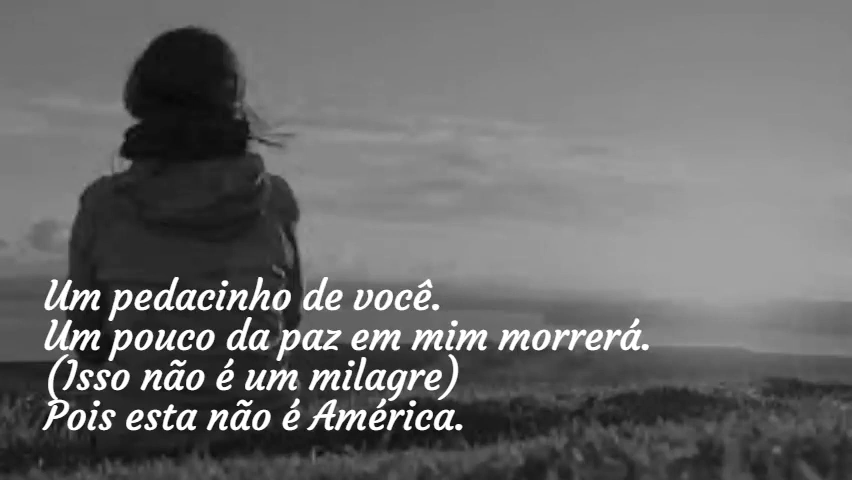 Um pedacinho de você.
Um pouco da paz em mim morrerá.
(Isso não é um milagre)
Pois esta não é América.